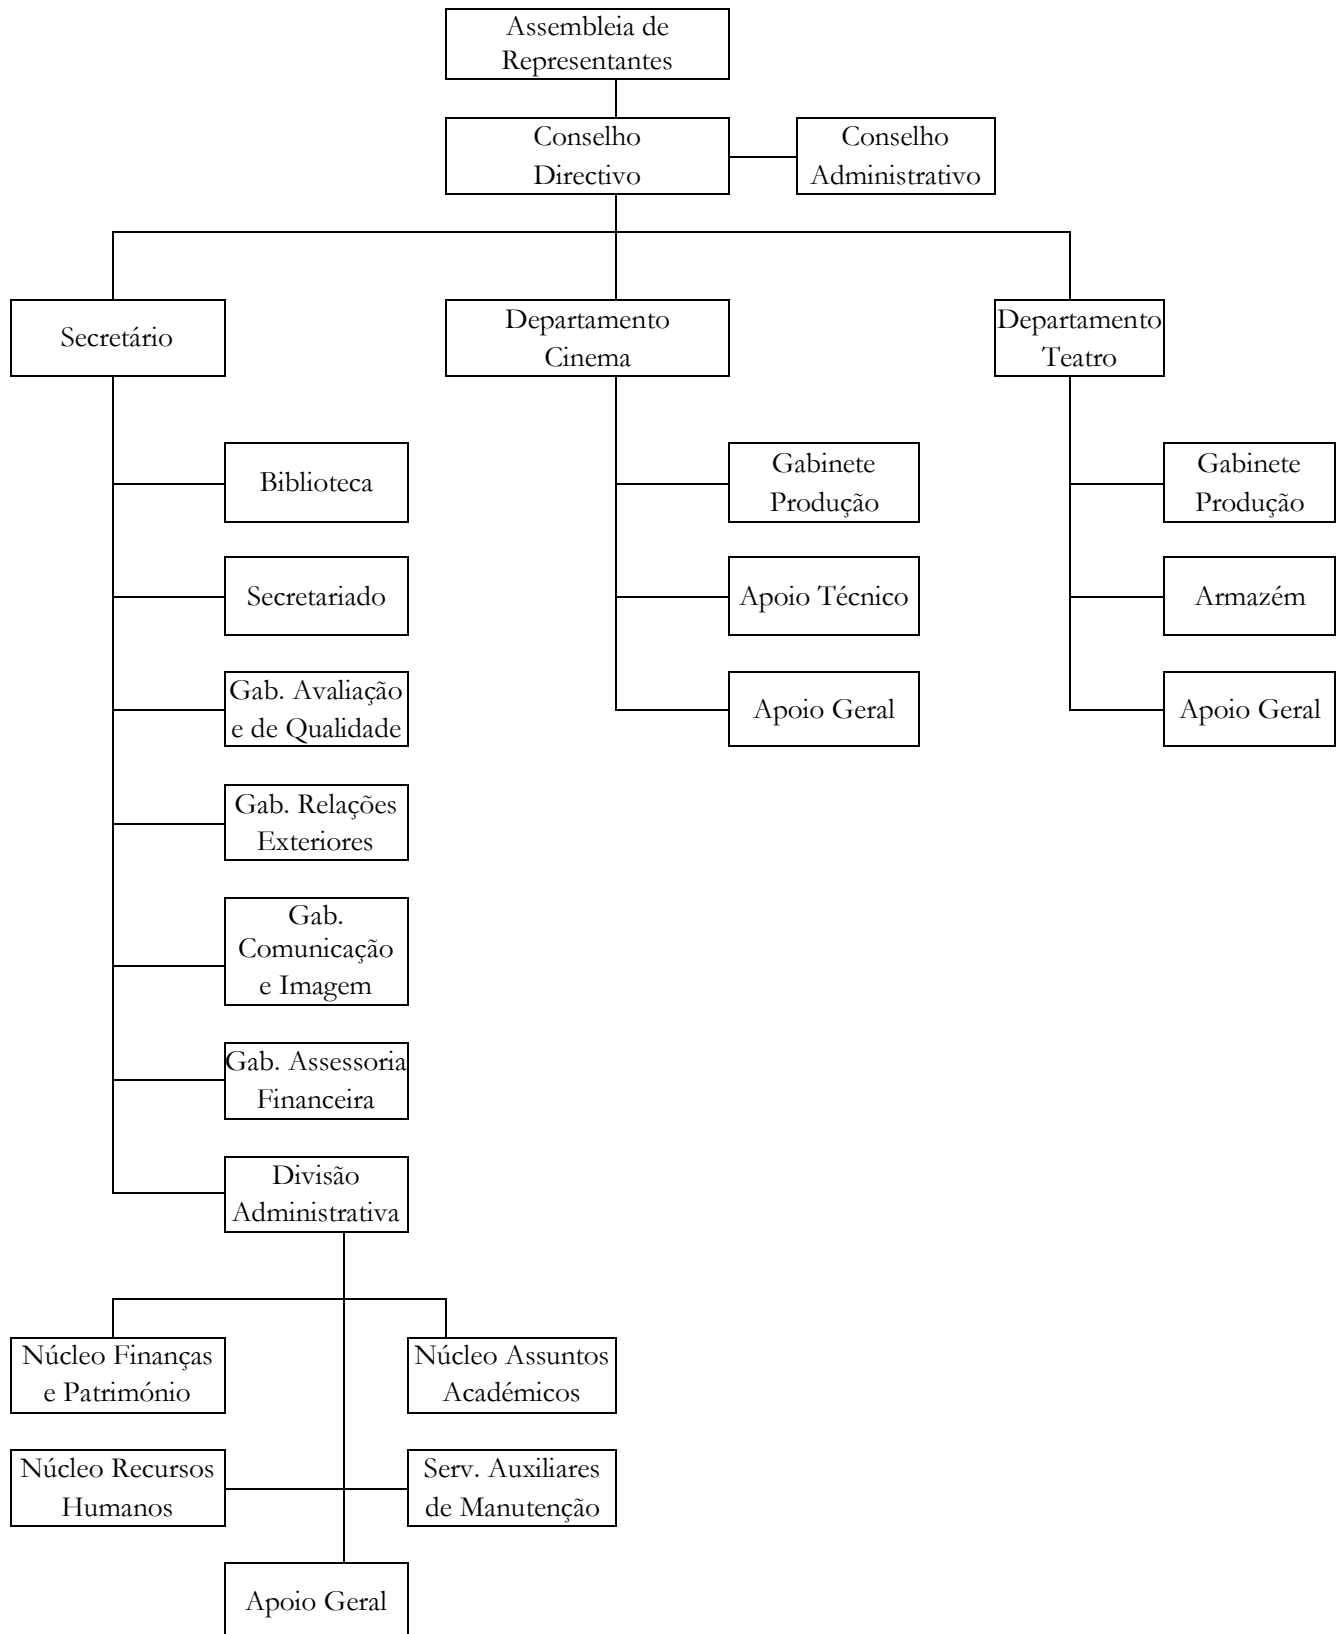 Assembleia de
Representantes
Conselho
Directivo
Conselho
Administrativo
Secretário
Departamento
Cinema
Departamento
Teatro
Biblioteca
Gabinete
Produção
Gabinete
Produção
Secretariado
Apoio Técnico
Armazém
Gab. Avaliação
e de Qualidade
Apoio Geral
Apoio Geral
Gab. Relações
Exteriores
Gab.
Comunicação
e Imagem
Gab. Assessoria
Financeira
Divisão
Administrativa
Núcleo Finanças
e Património
Núcleo Assuntos
Académicos
Núcleo Recursos
Humanos
Serv. Auxiliares
de Manutenção
Apoio Geral